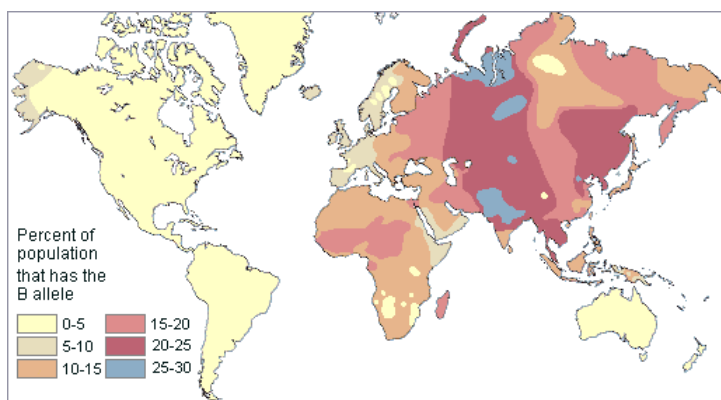 Percent of
population
that has the
B allele
0-5 15-20
5-10 20-25
10-15 25-30